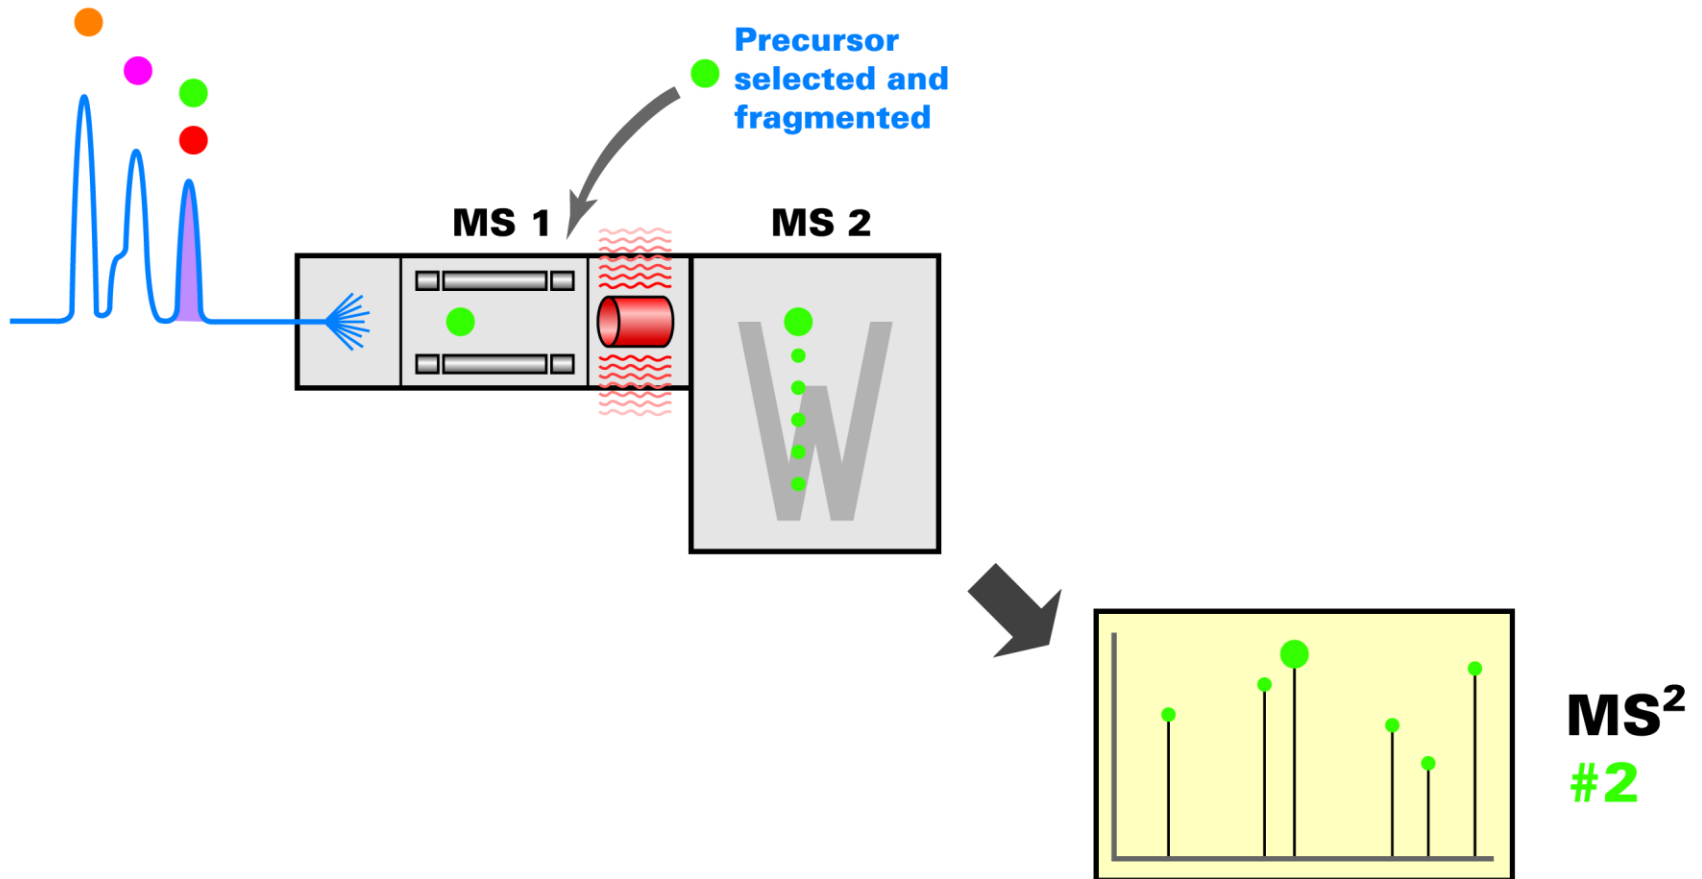 Precursor
selected and
fragmented
MS 1
MS 2
W
MS²
#2